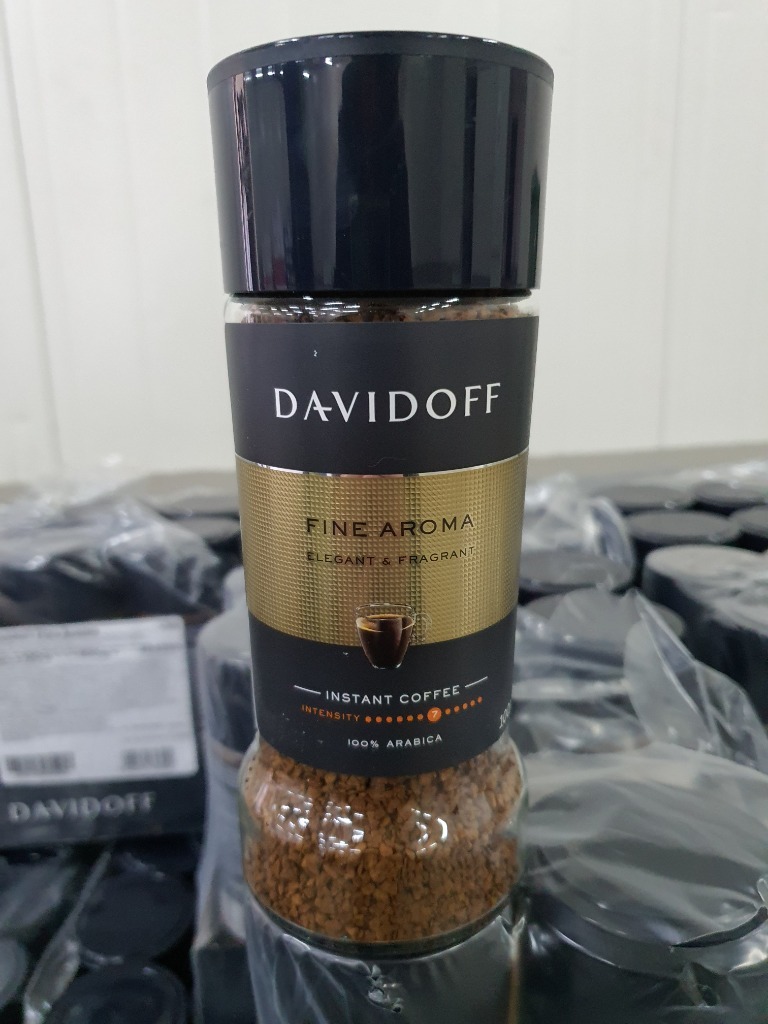 DAVIDOFF
FINE AROMA
ELEGANT & FRAGRANT
INSTANT COFFEE
INTENSITY 7
100% ARABICA
DAVIDOFF